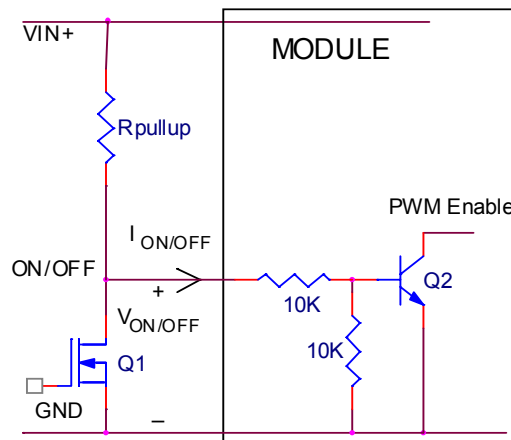 VIN+
MODULE
Rpullup
PWM Enable
I ON/OFF
ON/OFF
+
Q2
10K
V ON/OFF
10K
Q1
GND
–